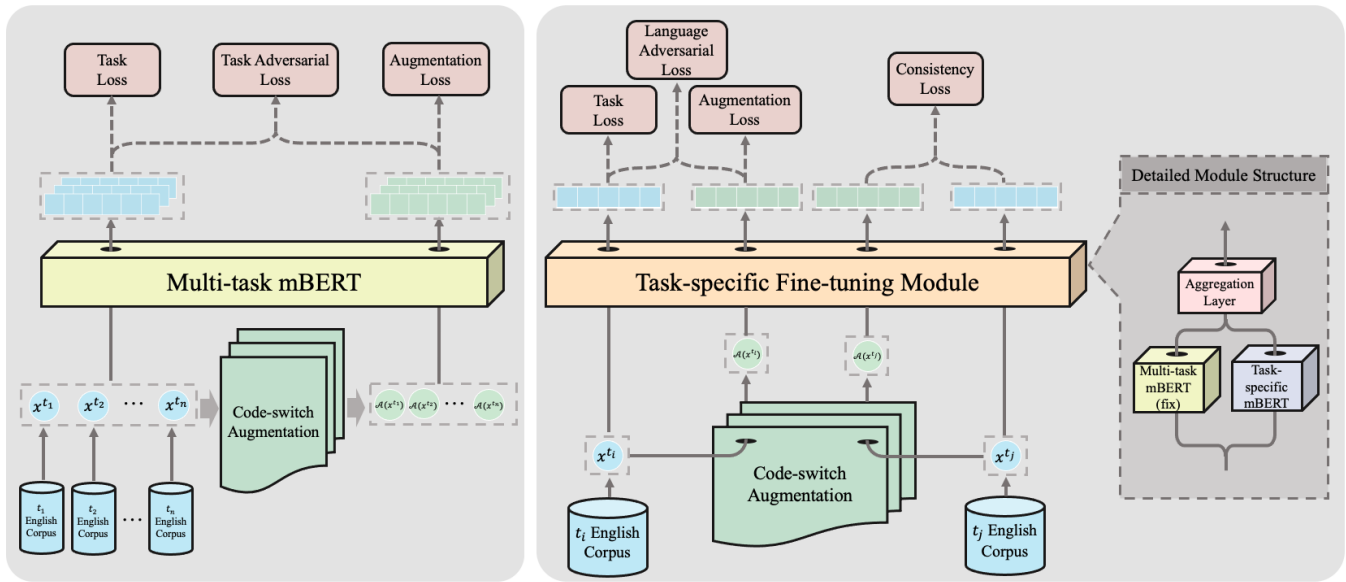 Task
Loss
Task Adversarial
Loss
Augmentation
Loss
Multi-task mBERT
x^{t_1}
x^{t_2}
...
x^{t_n}
Code-switch
Augmentation
𝒜(x^{t_1})
𝒜(x^{t_2})
...
𝒜(x^{t_n})
t_1
English
Corpus
t_2
English
Corpus
...
t_n
English
Corpus
Language
Adversarial
Loss
Task
Loss
Augmentation
Loss
Consistency
Loss
Task-specific Fine-tuning Module
𝒜(x^{t_i})
𝒜(x^{t_j})
x^{t_i}
Code-switch
Augmentation
x^{t_j}
t_i English
Corpus
t_j English
Corpus
Detailed Module Structure
Aggregation
Layer
Multi-task
mBERT
(fix)
Task-
specific
mBERT